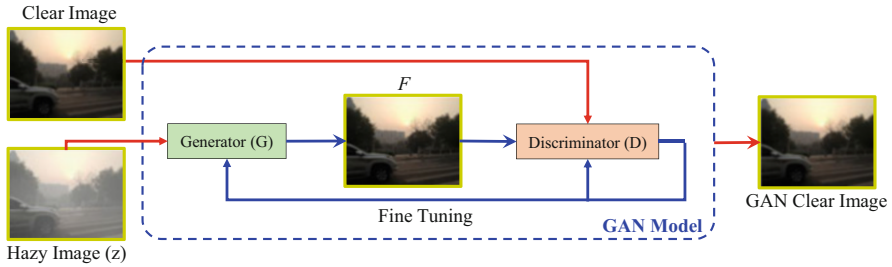 Clear Image
F
Generator (G)
Discriminator (D)
Fine Tuning
GAN Model
GAN Clear Image
Hazy Image (z)